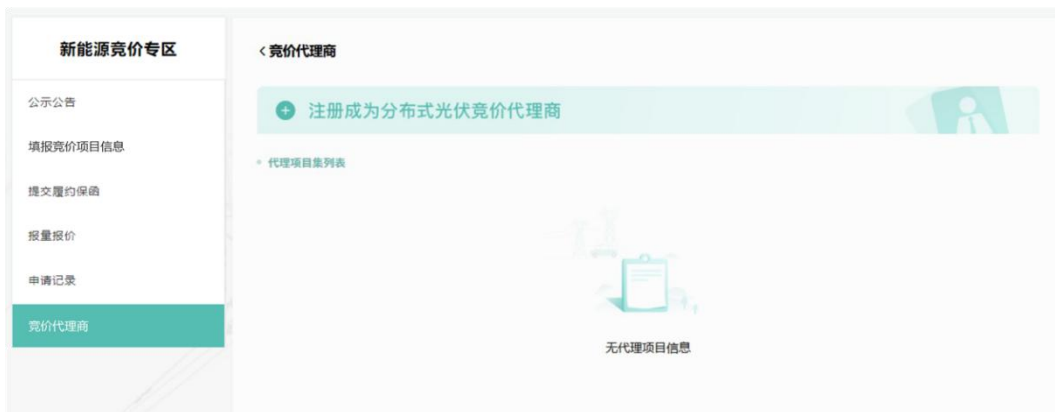 新能源竞价专区
公示公告
填报竞价项目信息
提交履约保函
报量报价
申请记录
竞价代理商
<竞价代理商
注册成为分布式光伏竞价代理商
代理项目集列表
无代理项目信息